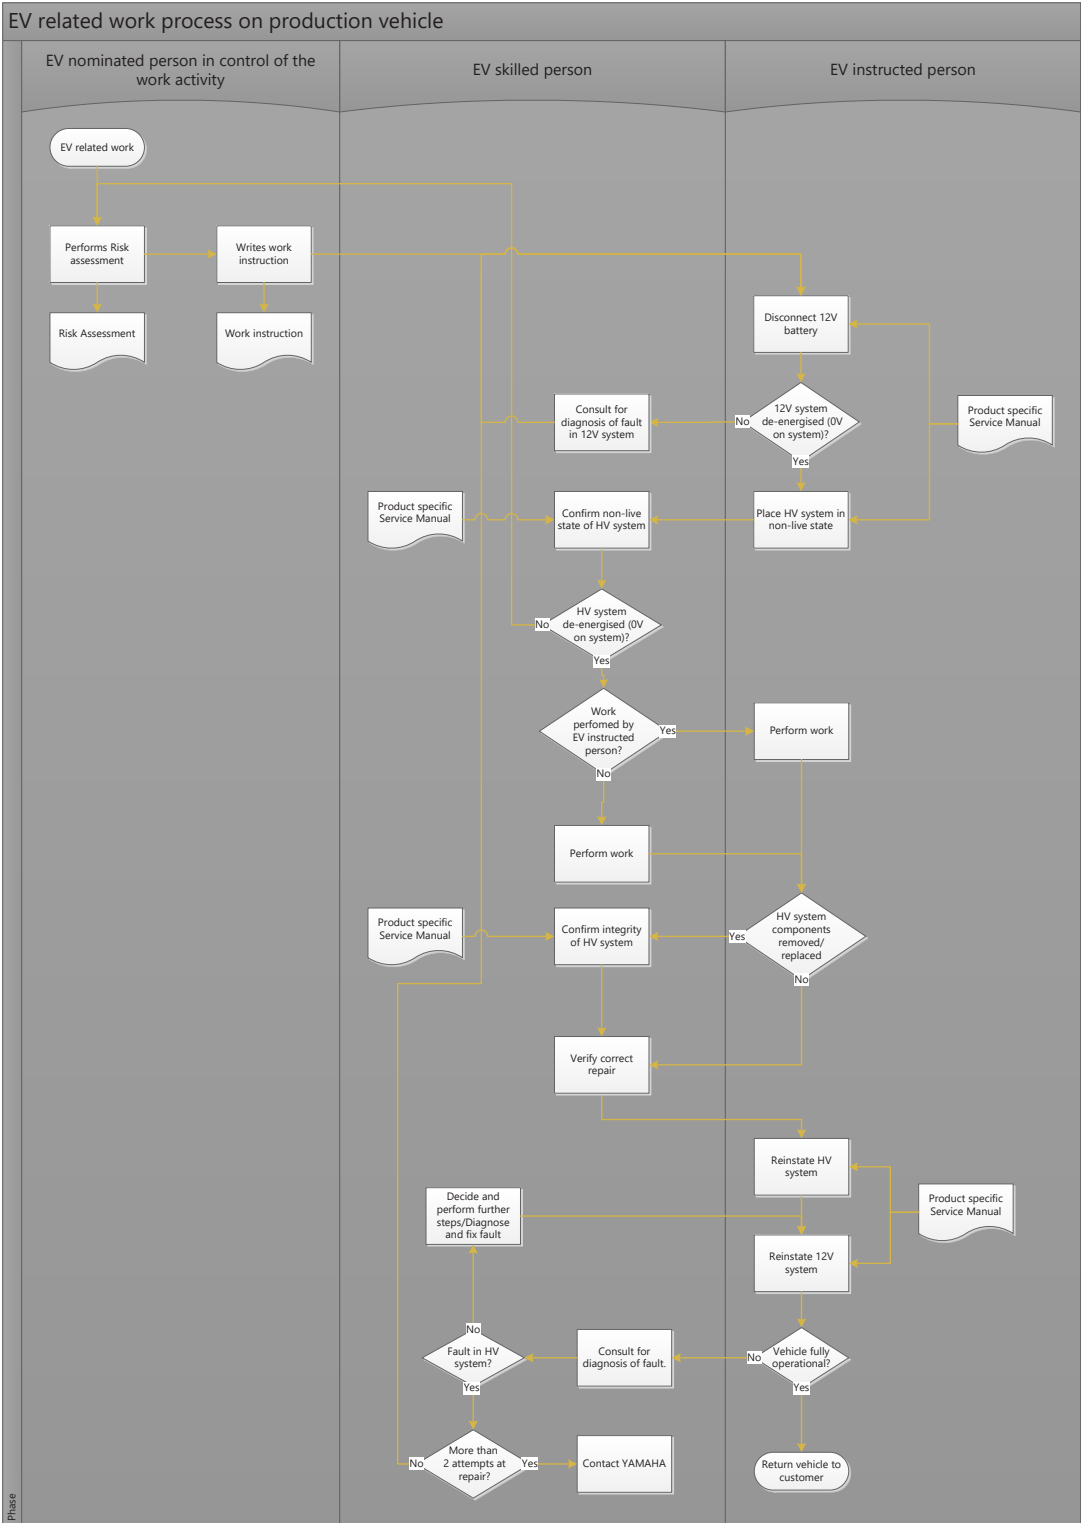 EV related work process on production vehicle
EV nominated person in control of the
work activity
EV skilled person
EV instructed person
EV related work
Performs Risk
assessment
Writes work
instruction
Risk Assessment
Work instruction
Disconnect 12V
battery
12V system
de-energised (0V
on system)?
No
Yes
Consult for
diagnosis of fault
in 12V system
Product specific
Service Manual
Product specific
Service Manual
Confirm non-live
state of HV system
Place HV system in
non-live state
HV system
de-energised (0V
on system)?
No
Yes
Work
perfomed by
EV instructed
person?
Yes
No
Perform work
Perform work
HV system
components
removed/
replaced
Yes
No
Product specific
Service Manual
Confirm integrity
of HV system
Verify correct
repair
Reinstate HV
system
Product specific
Service Manual
Decide and
perform further
steps/Diagnose
and fix fault
Reinstate 12V
system
Vehicle fully
operational?
No
Yes
Consult for
diagnosis of fault.
Fault in HV
system?
No
Yes
More than
2 attempts at
repair?
No
Yes
Contact YAMAHA
Return vehicle to
customer
Phase